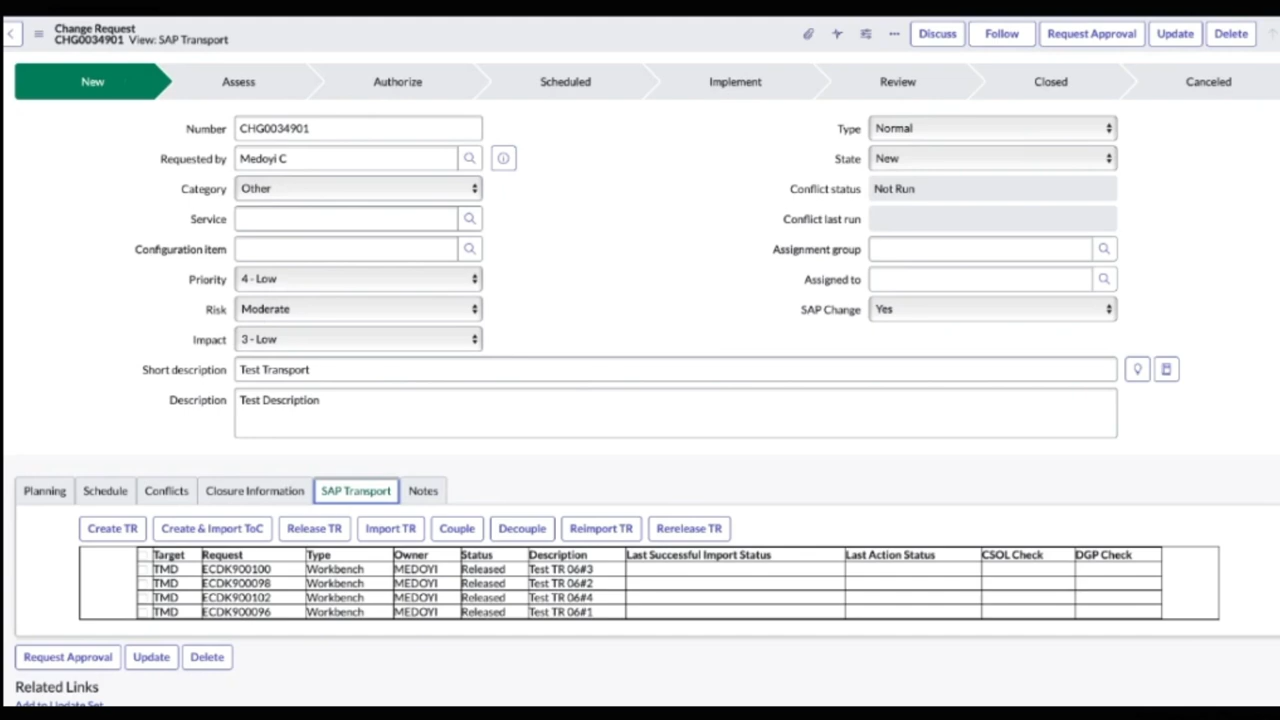 Change Request
CHG0034901 View: SAP Transport
Discuss
Follow
Request Approval
Update
Delete
New
Assess
Authorize
Scheduled
Implement
Review
Closed
Canceled
Number CHG0034901
Type Normal
Requested by Medoyi C
State New
Category Other
Conflict status Not Run
Service
Conflict last run
Configuration item
Assignment group
Priority 4 - Low
Assigned to
Risk Moderate
SAP Change Yes
Impact 3 - Low
Short description Test Transport
Description Test Description
Planning Schedule Conflicts Closure Information SAP Transport Notes
Create TR Create & Import ToC Release TR Import TR Couple Decouple Reimport TR Rerelease TR
Target Request Type Owner Status Description Last Successful Import Status Last Action Status CSOL Check DGP Check
TMD ECDK900100 Workbench MEDOYI Released Test TR 06#3
TMD ECDK900098 Workbench MEDOYI Released Test TR 06#2
TMD ECDK900102 Workbench MEDOYI Released Test TR 06#4
TMD ECDK900096 Workbench MEDOYI Released Test TR 06#1
Request Approval Update Delete
Related Links
Add to Update Set